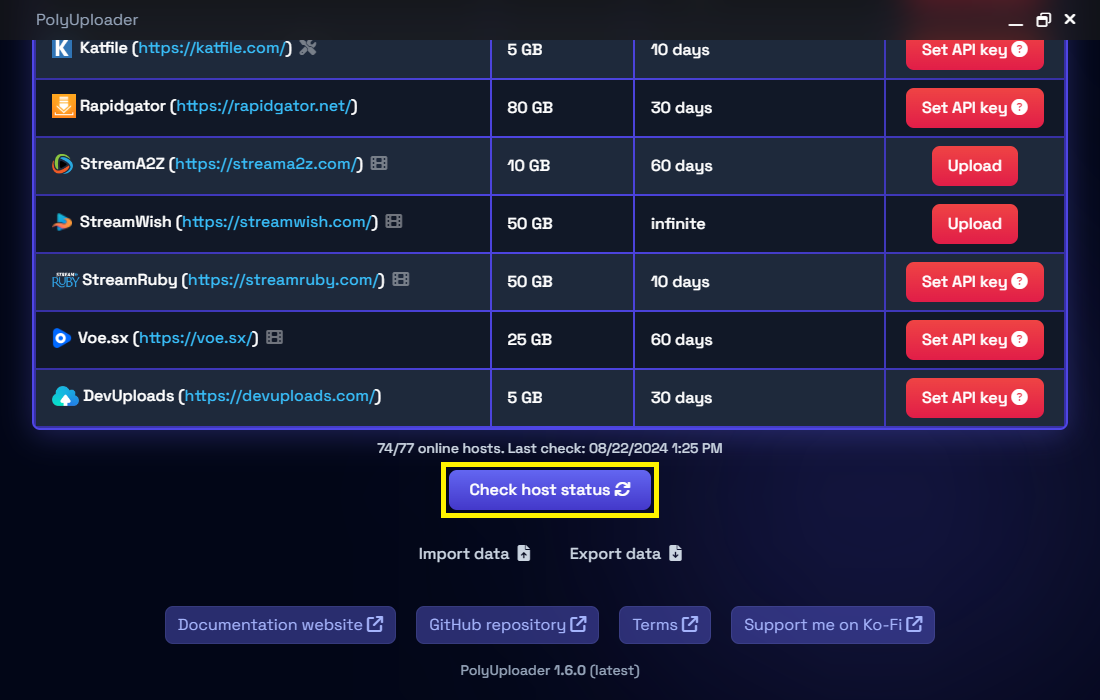 PolyUploader
Katfile (https://katfile.com/) 5 GB 10 days Set API key ?
Rapidgator (https://rapidgator.net/) 80 GB 30 days Set API key ?
StreamA2Z (https://streama2z.com/) 10 GB 60 days Upload
StreamWish (https://streamwish.com/) 50 GB infinite Upload
STREAM RUBY StreamRuby (https://streamruby.com/) 50 GB 10 days Set API key ?
Voe.sx (https://voe.sx/) 25 GB 60 days Set API key ?
DevUploads (https://devuploads.com/) 5 GB 30 days Set API key ?
74/77 online hosts. Last check: 08/22/2024 1:25 PM
Check host status
Import data Export data
Documentation website GitHub repository Terms Support me on Ko-Fi
PolyUploader 1.6.0 (latest)